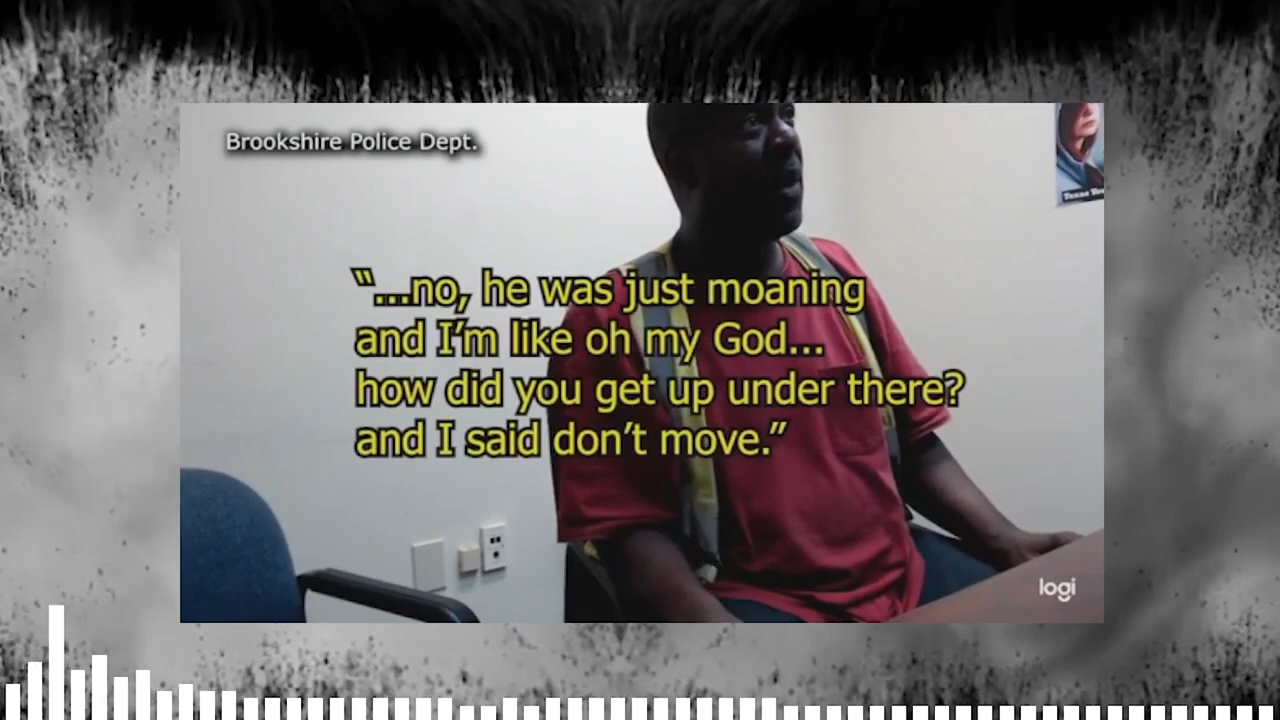 Brookshire Police Dept.
“...no, he was just moaning
and I’m like oh my God...
how did you get up under there?
and I said don’t move.”
logi